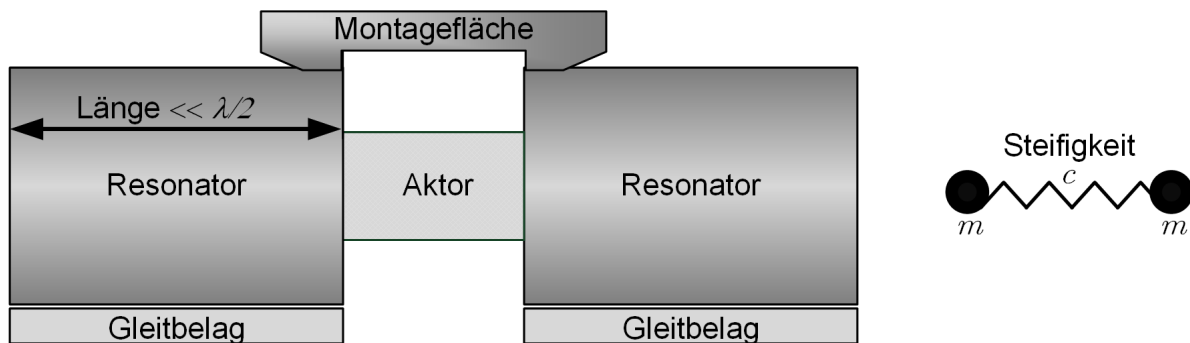 Montagefläche
Länge << λ/2
Resonator
Aktor
Resonator
Gleitbelag
Gleitbelag
Steifigkeit
c
m
m